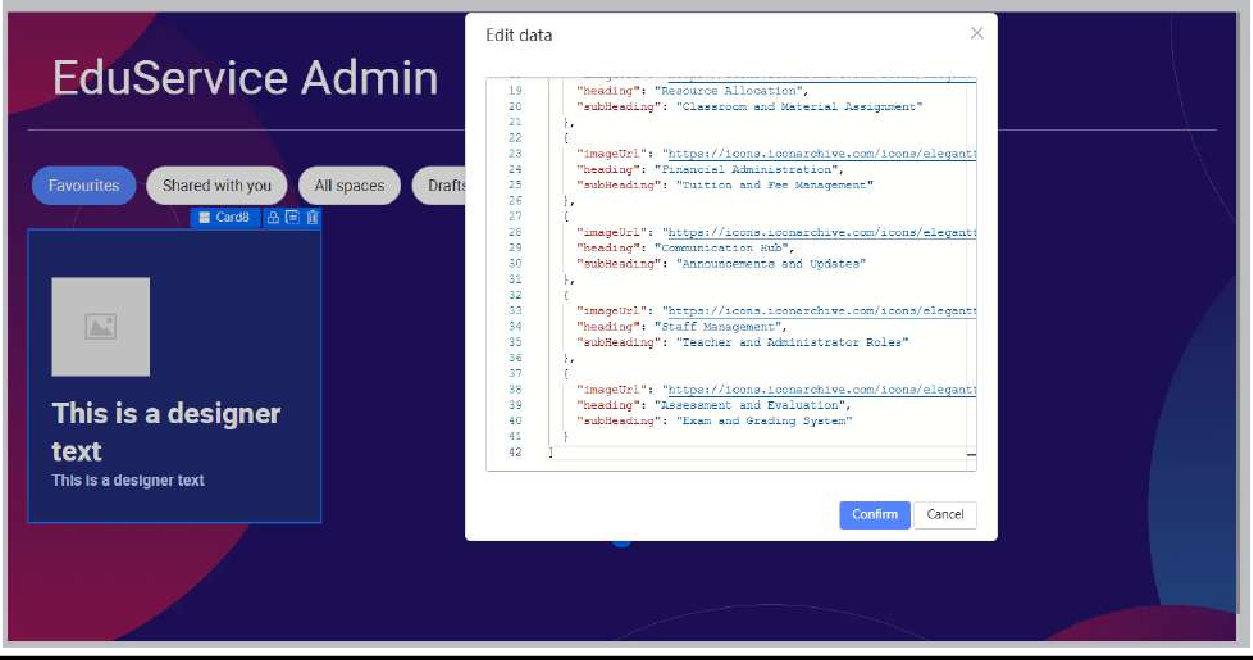 EduService Admin
Favourites
Shared with you
All spaces
Drafts
Card8
This is a designer
text
This is a designer text
Edit data
19 "heading": "Resource Allocation",
20 "subHeading": "Classroom and Material Assignment"
21 },
22 {
23 "imageUrl": "https://icons.iconarchive.com/icons/elegantt
24 "heading": "Financial Administration",
25 "subHeading": "Tuition and Fee Management"
26 },
27 {
28 "imageUrl": "https://icons.iconarchive.com/icons/elegantt
29 "heading": "Communication Hub",
30 "subHeading": "Announcements and Updates"
31 },
32 {
33 "imageUrl": "https://icons.iconarchive.com/icons/elegantt
34 "heading": "Staff Management",
35 "subHeading": "Teacher and Administrator Roles"
36 },
37 {
38 "imageUrl": "https://icons.iconarchive.com/icons/elegantt
39 "heading": "Assessment and Evaluation",
40 "subHeading": "Exam and Grading System"
41 }
42 ]
Confirm
Cancel